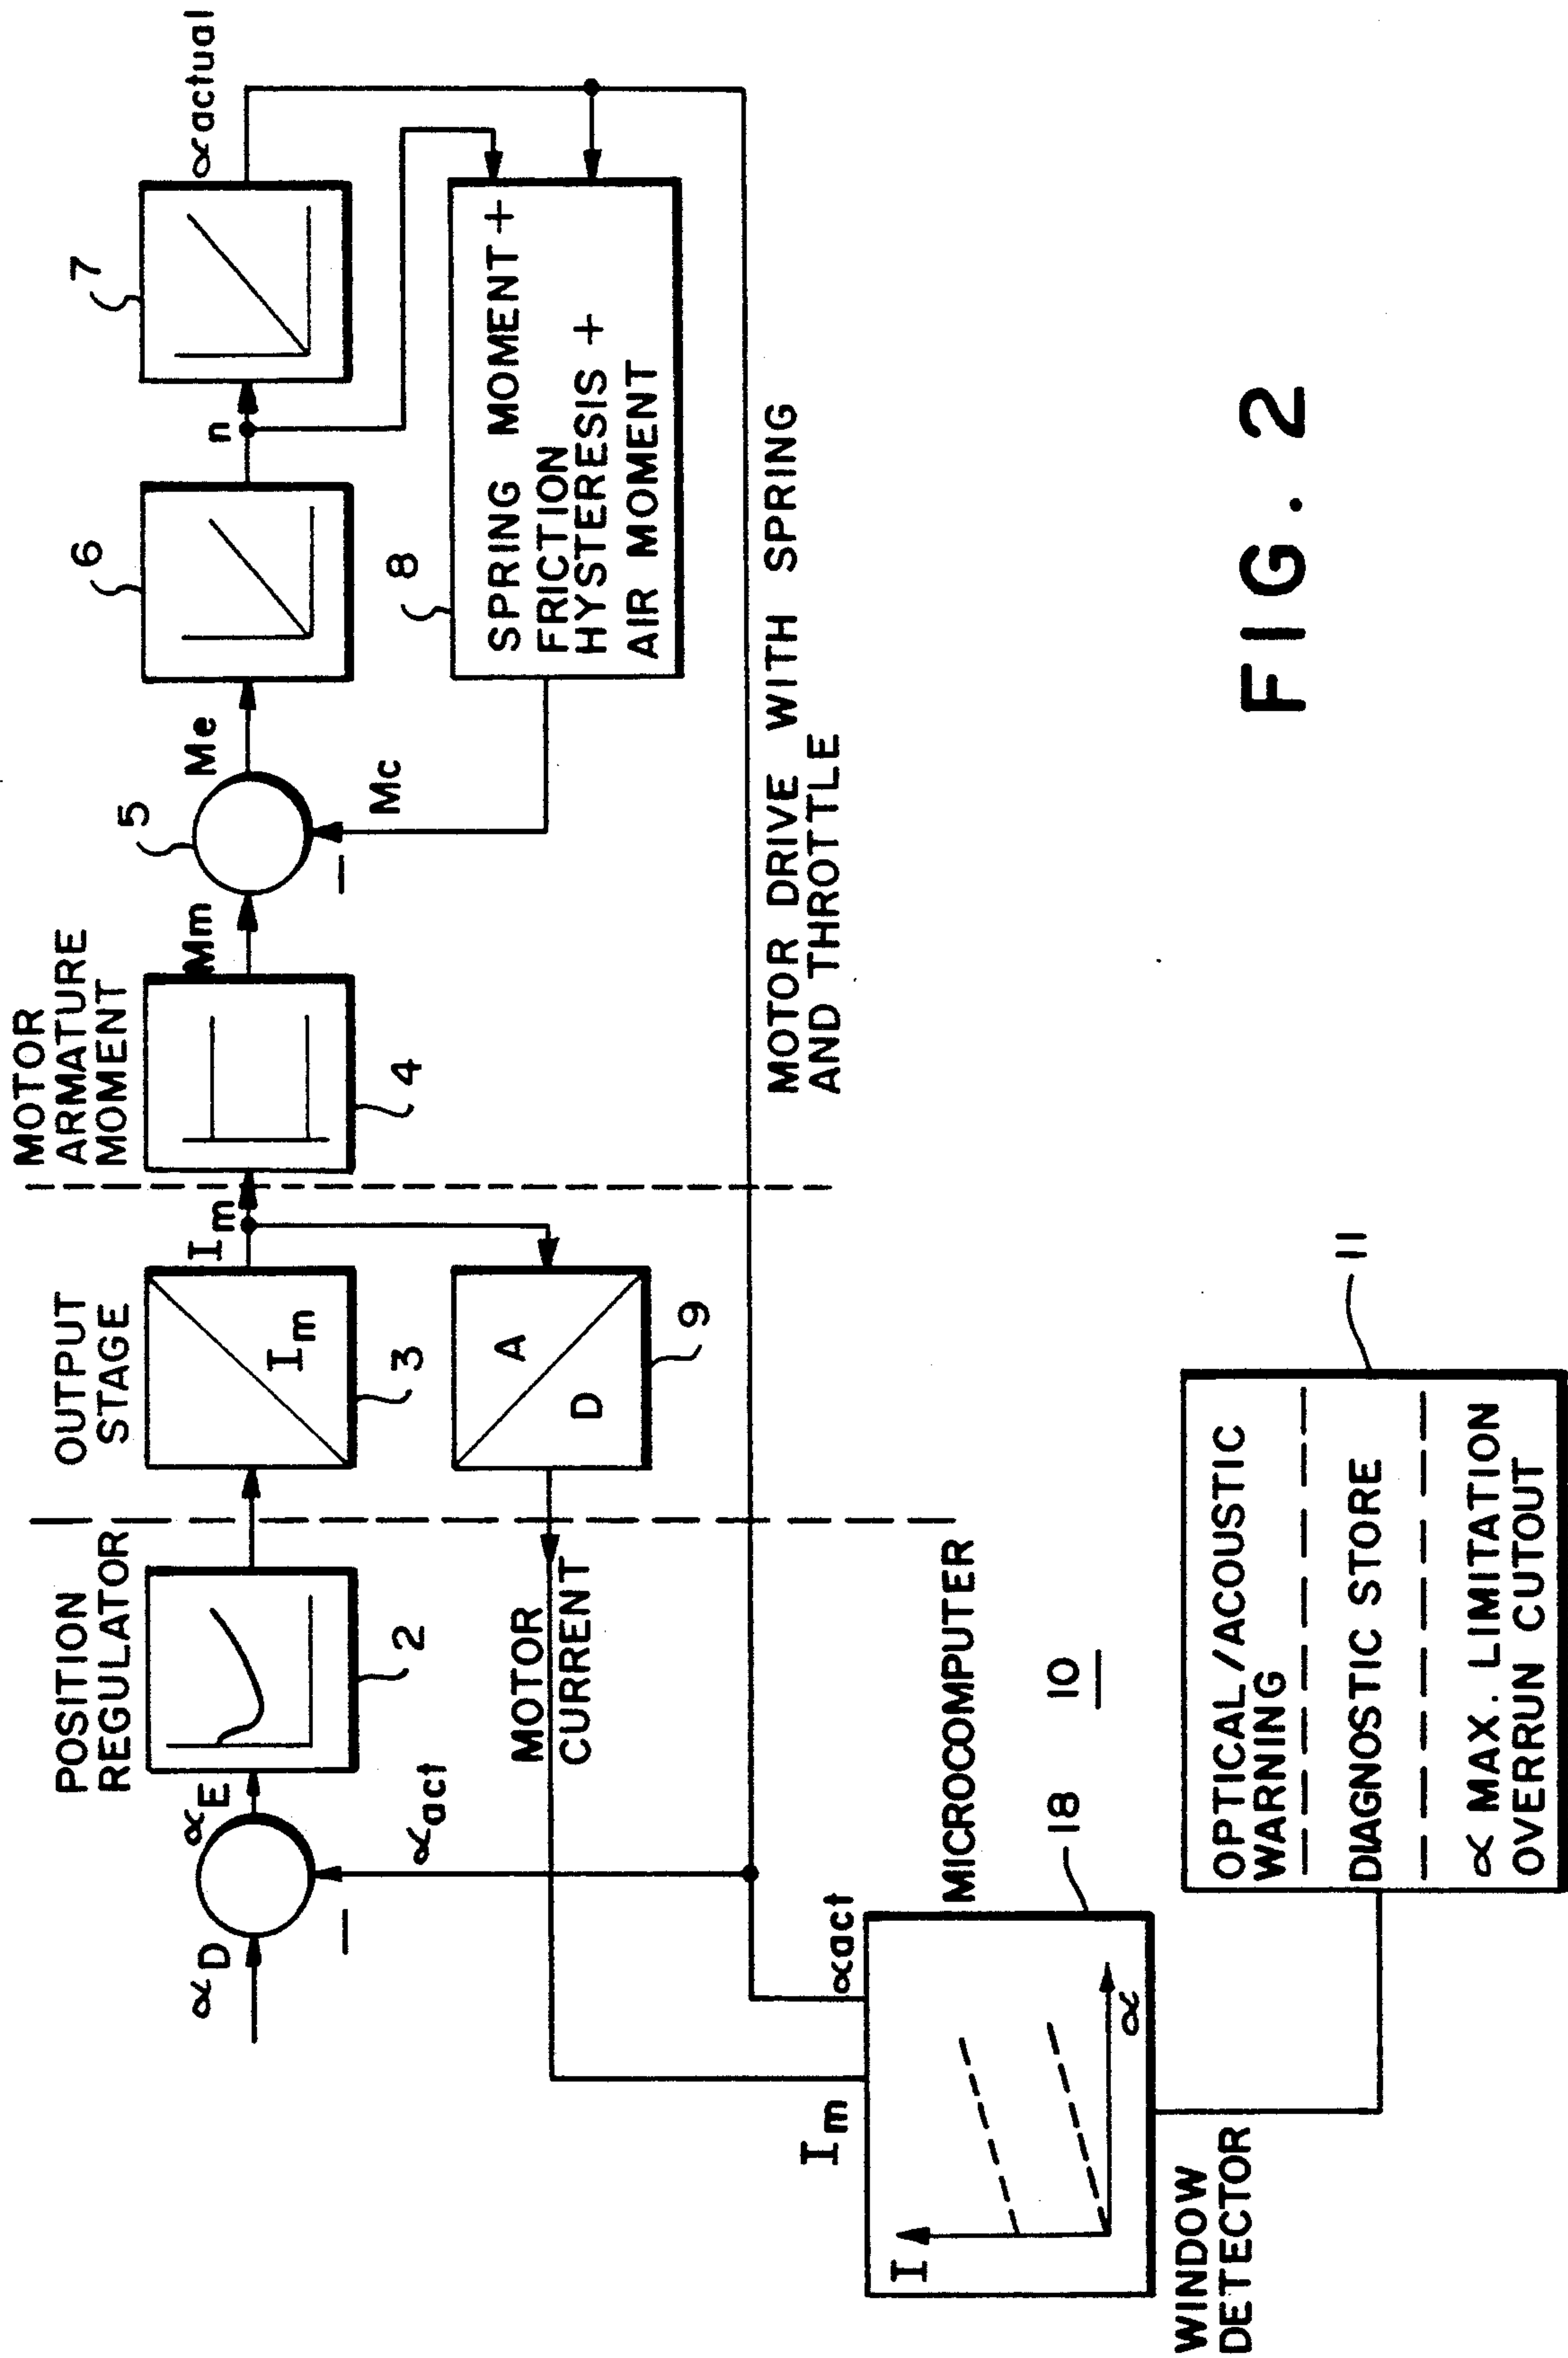 POSITION
REGULATOR
OUTPUT
STAGE
MOTOR
ARMATURE
MOMENT
αD
αE
2
3
Im
Im
4
Mm
5
Me
6
n
7
α actual
—
αact
MOTOR
CURRENT
A
D
9
—
Mc
8
SPRING MOMENT +
FRICTION
HYSTERESIS +
AIR MOMENT
MOTOR DRIVE WITH SPRING
AND THROTTLE
Im
αact
MICROCOMPUTER
10
18
I
α
WINDOW
DETECTOR
11
OPTICAL/ACOUSTIC
WARNING
DIAGNOSTIC STORE
α MAX. LIMITATION
OVERRUN CUTOUT
FIG. 2